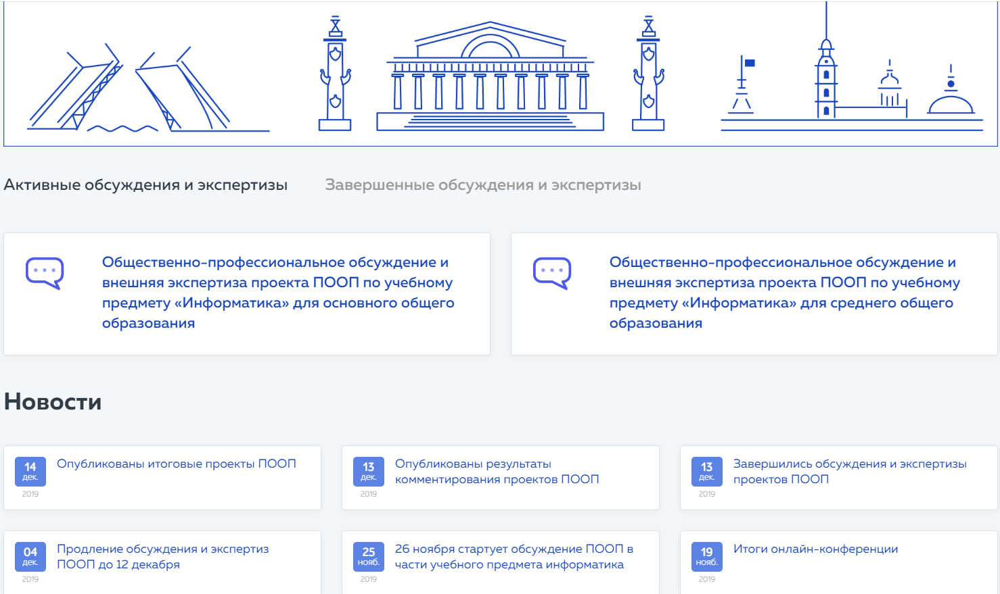 Активные обсуждения и экспертизы
Завершенные обсуждения и экспертизы
Общественно-профессиональное обсуждение и
внешняя экспертиза проекта ПООП по учебному
предмету «Информатика» для основного общего
образования
Общественно-профессиональное обсуждение и
внешняя экспертиза проекта ПООП по учебному
предмету «Информатика» для среднего общего
образования
Новости
14
дек.
2019
Опубликованы итоговые проекты ПООП
13
дек.
2019
Опубликованы результаты
комментирования проектов ПООП
13
дек.
2019
Завершились обсуждения и экспертизы
проектов ПООП
04
дек.
2019
Продление обсуждения и экспертиз
ПООП до 12 декабря
25
нояб.
2019
26 ноября стартует обсуждение ПООП в
части учебного предмета информатика
19
нояб.
2019
Итоги онлайн-конференции